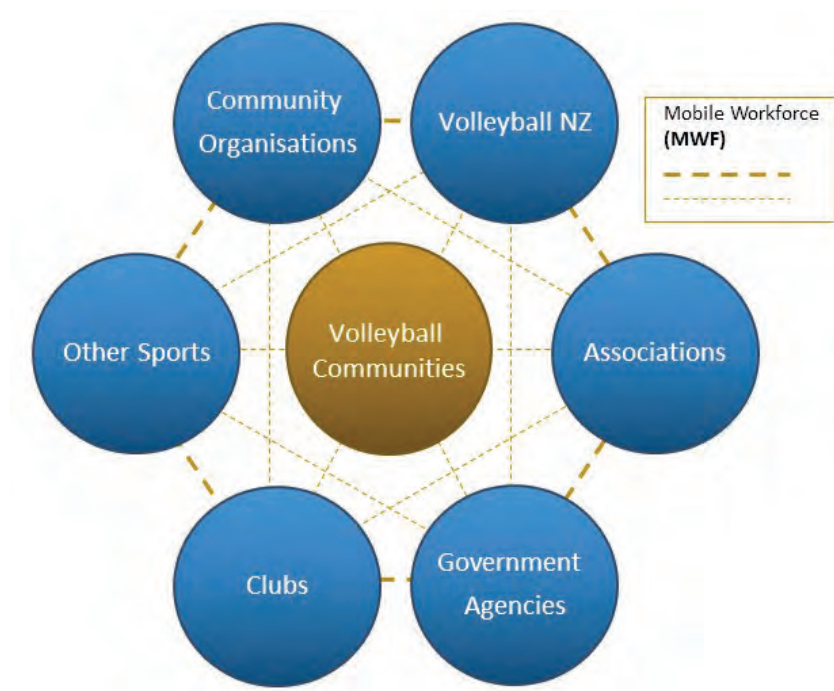 Community
Organisations
Volleyball NZ
Mobile Workforce
(MWF)
Other Sports
Volleyball
Communities
Associations
Clubs
Government
Agencies